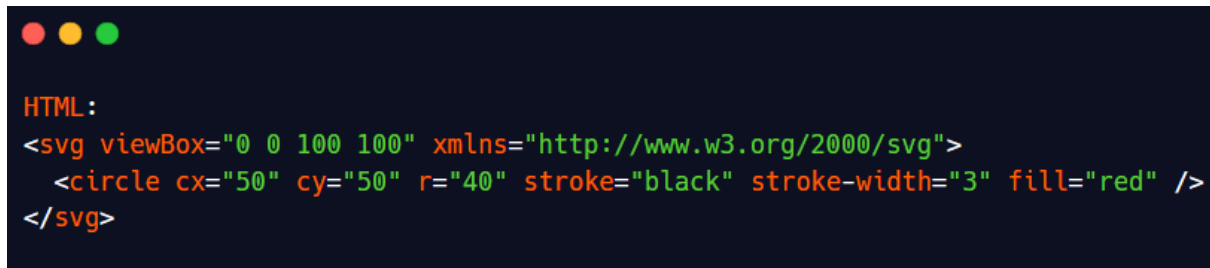 HTML:
<svg viewBox="0 0 100 100" xmlns="http://www.w3.org/2000/svg">
  <circle cx="50" cy="50" r="40" stroke="black" stroke-width="3" fill="red" />
</svg>